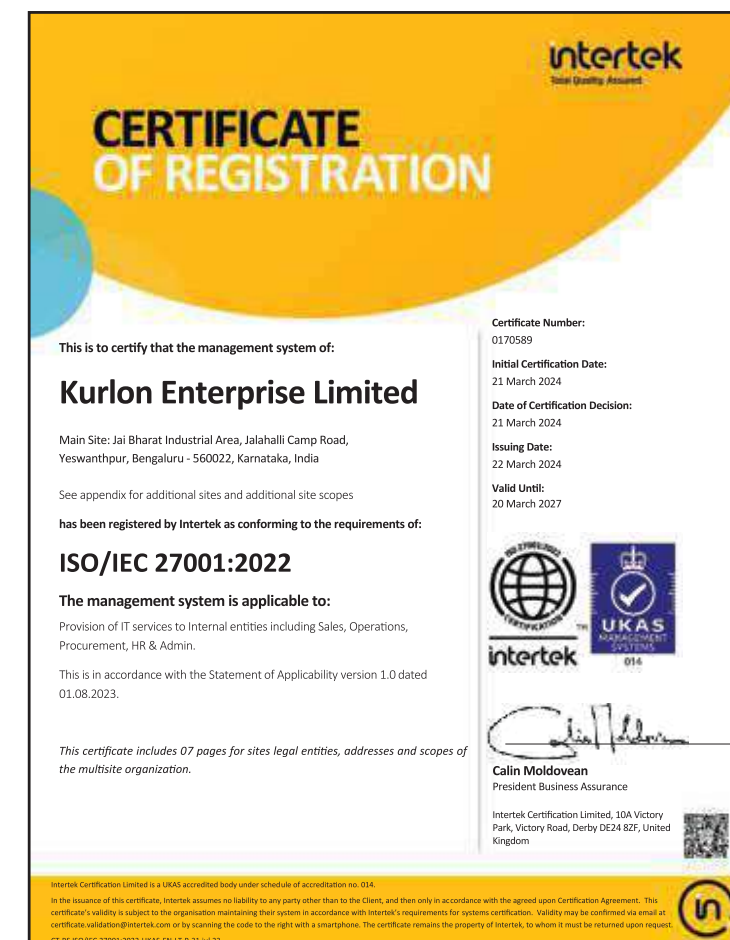 intertek
Total Quality. Assured.
CERTIFICATE
OF REGISTRATION
This is to certify that the management system of:
Kurlon Enterprise Limited
Main Site: Jai Bharat Industrial Area, Jalahalli Camp Road,
Yeswanthpur, Bengaluru - 560022, Karnataka, India
See appendix for additional sites and additional site scopes
has been registered by Intertek as conforming to the requirements of:
ISO/IEC 27001:2022
The management system is applicable to:
Provision of IT services to Internal entities including Sales, Operations,
Procurement, HR & Admin.
This is in accordance with the Statement of Applicability version 1.0 dated
01.08.2023.
This certificate includes 07 pages for sites legal entities, addresses and scopes of
the multisite organization.
Certificate Number:
0170589
Initial Certification Date:
21 March 2024
Date of Certification Decision:
21 March 2024
Issuing Date:
22 March 2024
Valid Until:
20 March 2027
ISO 27001:2022
CERTIFICATION
TM
intertek
UKAS
MANAGEMENT
SYSTEMS
014
Calin Moldovean
Calin Moldovean
President Business Assurance
Intertek Certification Limited, 10A Victory
Park, Victory Road, Derby DE24 8ZF, United
Kingdom
Intertek Certification Limited is a UKAS accredited body under schedule of accreditation no. 014.
In the issuance of this certificate, Intertek assumes no liability to any party other than to the Client, and then only in accordance with the agreed upon Certification Agreement. This
certificate's validity is subject to the organisation maintaining their system in accordance with Intertek's requirements for systems certification. Validity may be confirmed via email at
certificate.validation@intertek.com or by scanning the code to the right with a smartphone. The certificate remains the property of Intertek, to whom it must be returned upon request.
in